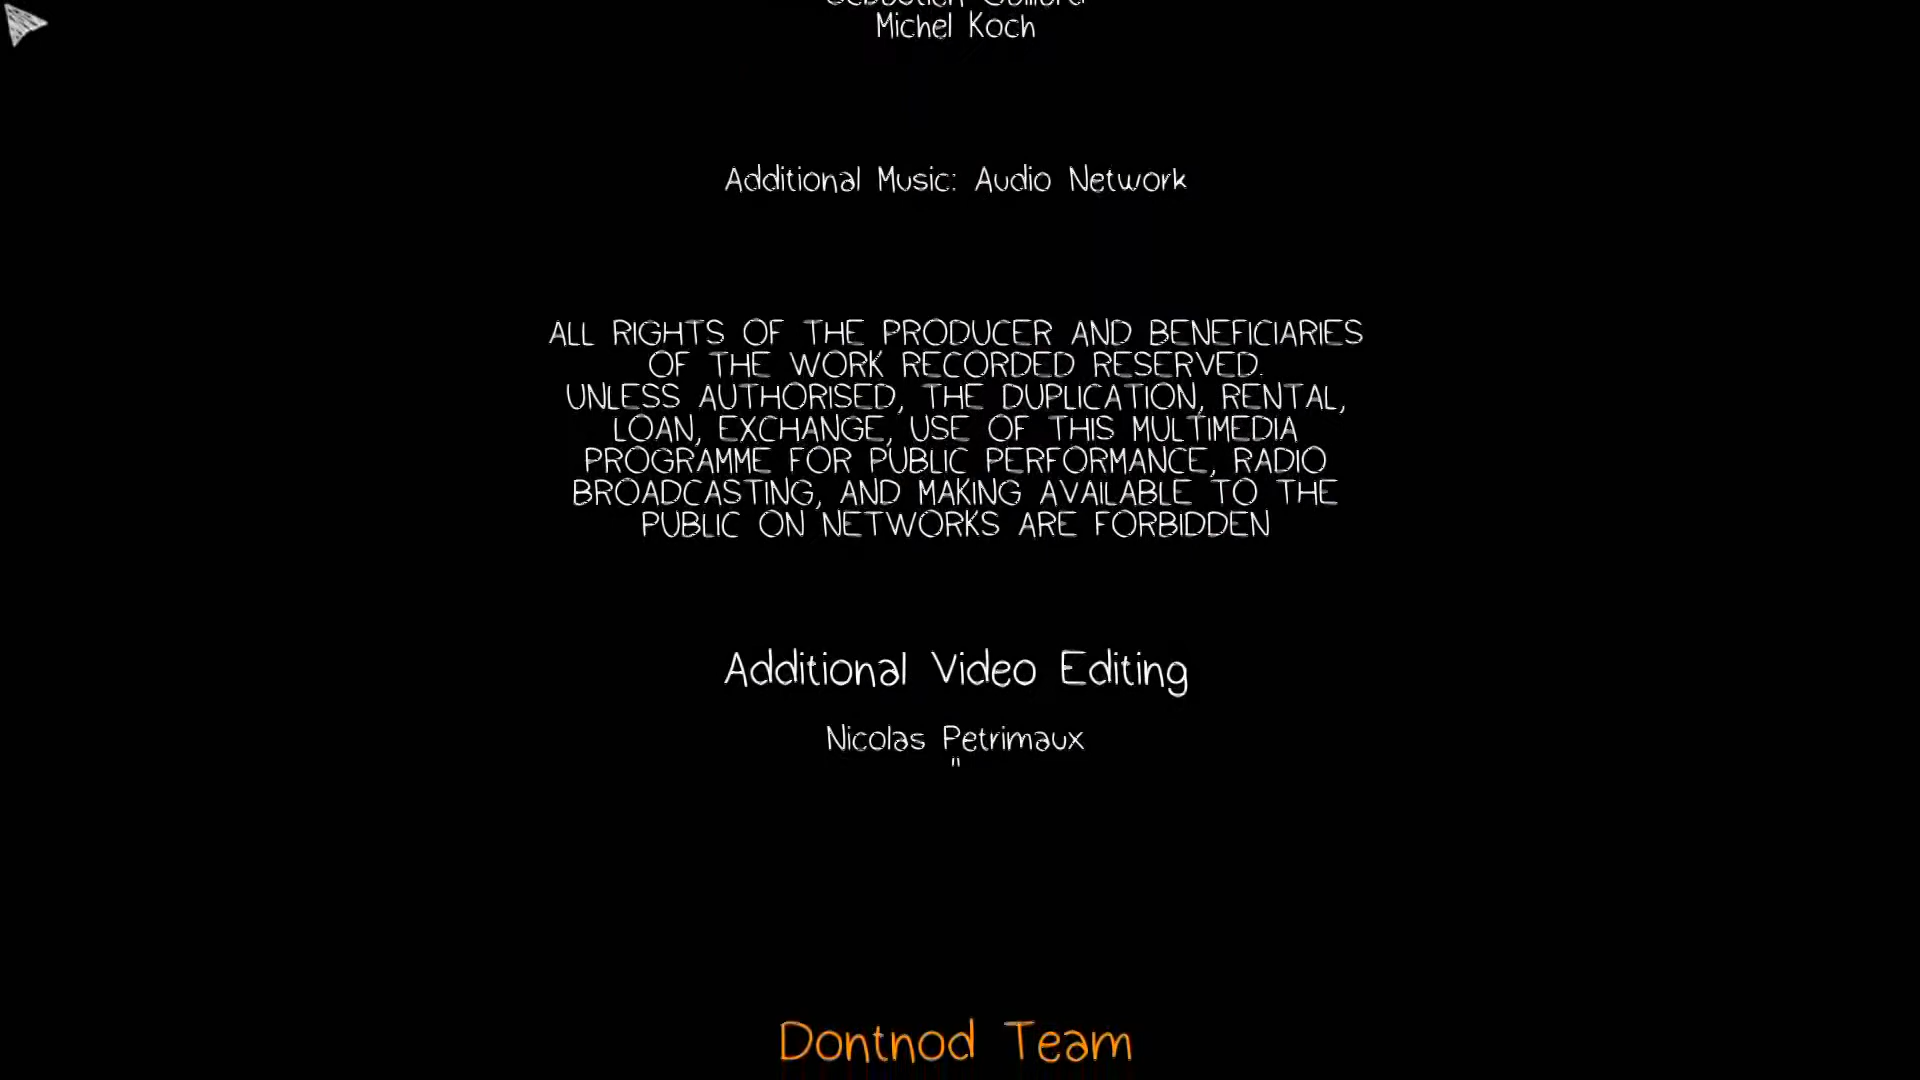 Michel Koch
Additional Music: Audio Network
ALL RIGHTS OF THE PRODUCER AND BENEFICIARIES
OF THE WORK RECORDED RESERVED.
UNLESS AUTHORISED, THE DUPLICATION, RENTAL,
LOAN, EXCHANGE, USE OF THIS MULTIMEDIA
PROGRAMME FOR PUBLIC PERFORMANCE, RADIO
BROADCASTING, AND MAKING AVAILABLE TO THE
PUBLIC ON NETWORKS ARE FORBIDDEN
Additional Video Editing
Nicolas Petrimaux
"
Dontnod Team